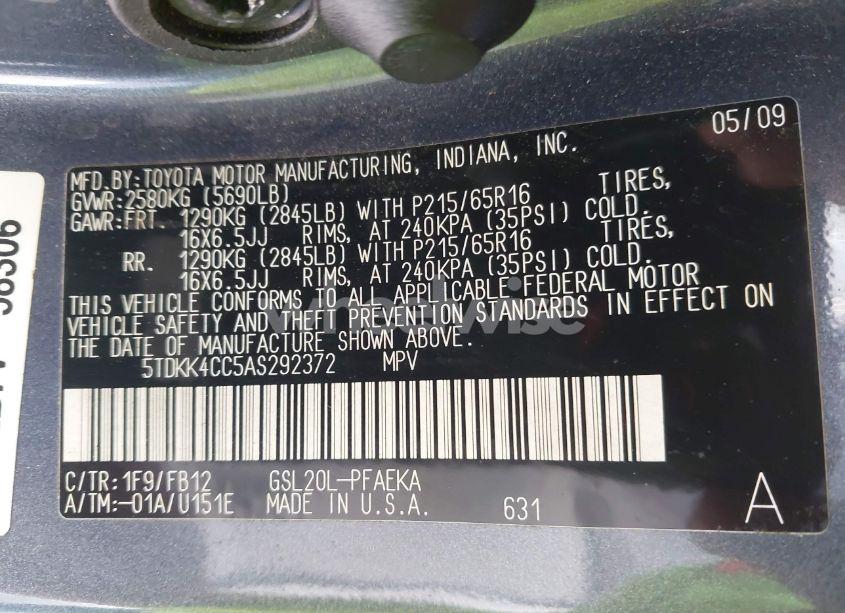 05/09
MFD.BY:TOYOTA MOTOR MANUFACTURING, INDIANA, INC.
GVWR:2580KG (5690LB)
GAWR:FRT. 1290KG (2845LB) WITH P215/65R16 TIRES,
16X6.5JJ RIMS, AT 240KPA (35PSI) COLD.
RR. 1290KG (2845LB) WITH P215/65R16 TIRES,
16X6.5JJ RIMS, AT 240KPA (35PSI) COLD.
THIS VEHICLE CONFORMS TO ALL APPLICABLE FEDERAL MOTOR
VEHICLE SAFETY AND THEFT PREVENTION STANDARDS IN EFFECT ON
THE DATE OF MANUFACTURE SHOWN ABOVE.
5TDKK4CC5AS292372 MPV
C/TR:1F9/FB12 GSL20L-PFAEKA
A/TM:-01A/U151E MADE IN U.S.A. 631 A